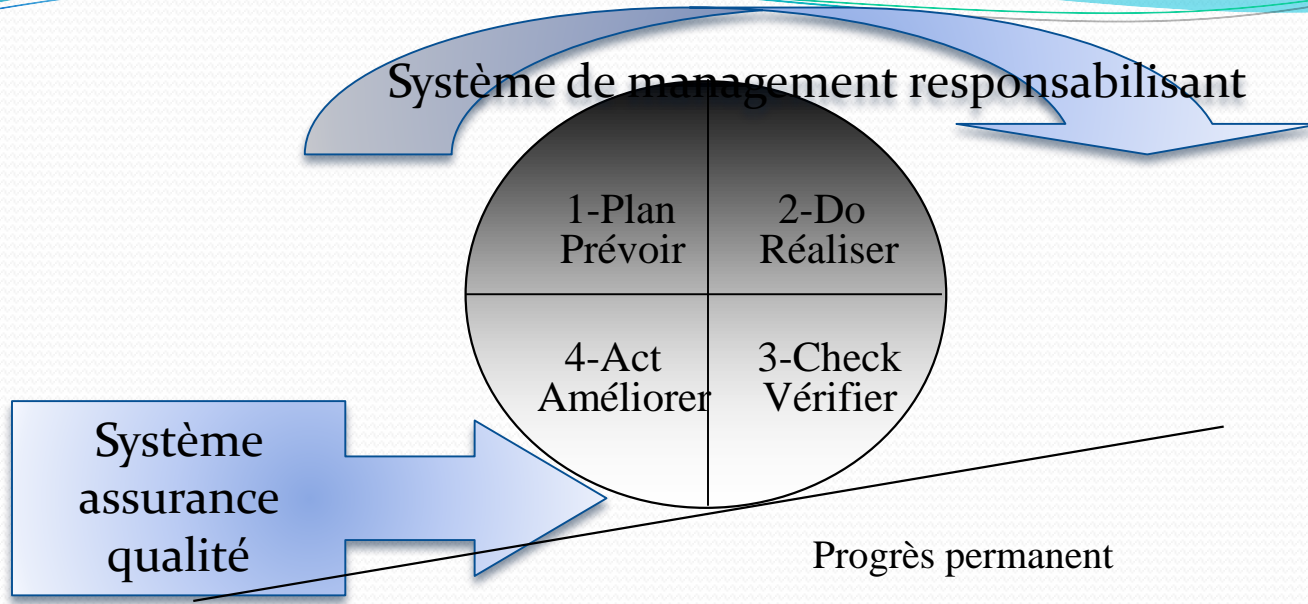 Système de management responsabilisant
1-Plan
Prévoir
2-Do
Réaliser
4-Act
Améliorer
3-Check
Vérifier
Système
assurance
qualité
Progrès permanent